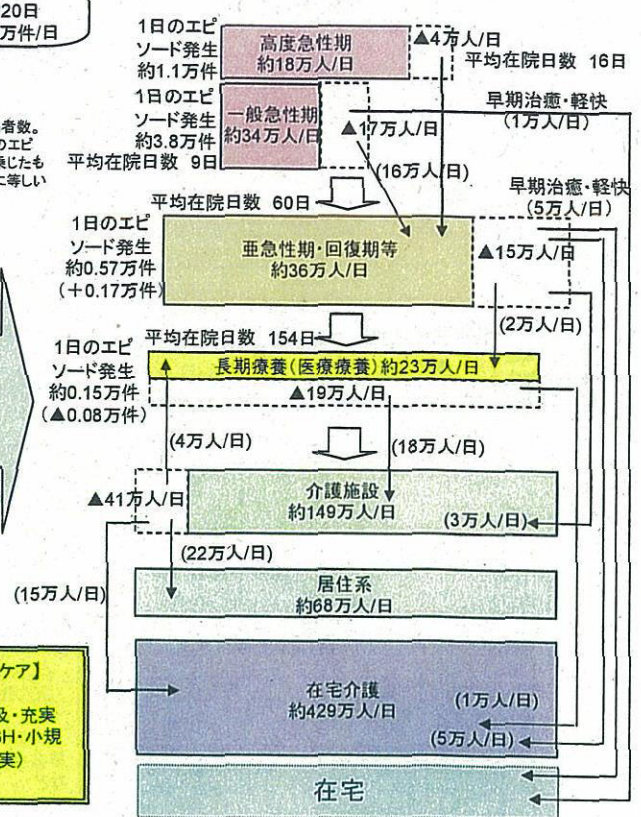 20日
万件/日
1日のエピ
ソード発生
約1.1万件
高度急性期
約18万人/日
▲4万人/日
平均在院日数 16日
1日のエピ
ソード発生
約3.8万件
平均在院日数 9日
一般急性期
約34万人/日
▲17万人/日
早期治癒・軽快
(1万人/日)
者数。
のエピ
乗じたも
に等しい
(16万人/日)
平均在院日数 60日
早期治癒・軽快
(5万人/日)
1日のエピ
ソード発生
約0.57万件
(+0.17万件)
亜急性期・回復期等
約36万人/日
▲15万人/日
(2万人/日)
平均在院日数 154日
1日のエピ
ソード発生
約0.15万件
(▲0.08万件)
長期療養(医療療養)約23万人/日
▲19万人/日
(4万人/日)
(18万人/日)
▲41万人/日
介護施設
約149万人/日
(3万人/日)
(22万人/日)
(15万人/日)
居住系
約68万人/日
ケア】
及・充実
GH・小規
実)
在宅介護
約429万人/日
(1万人/日)
(5万人/日)
在宅